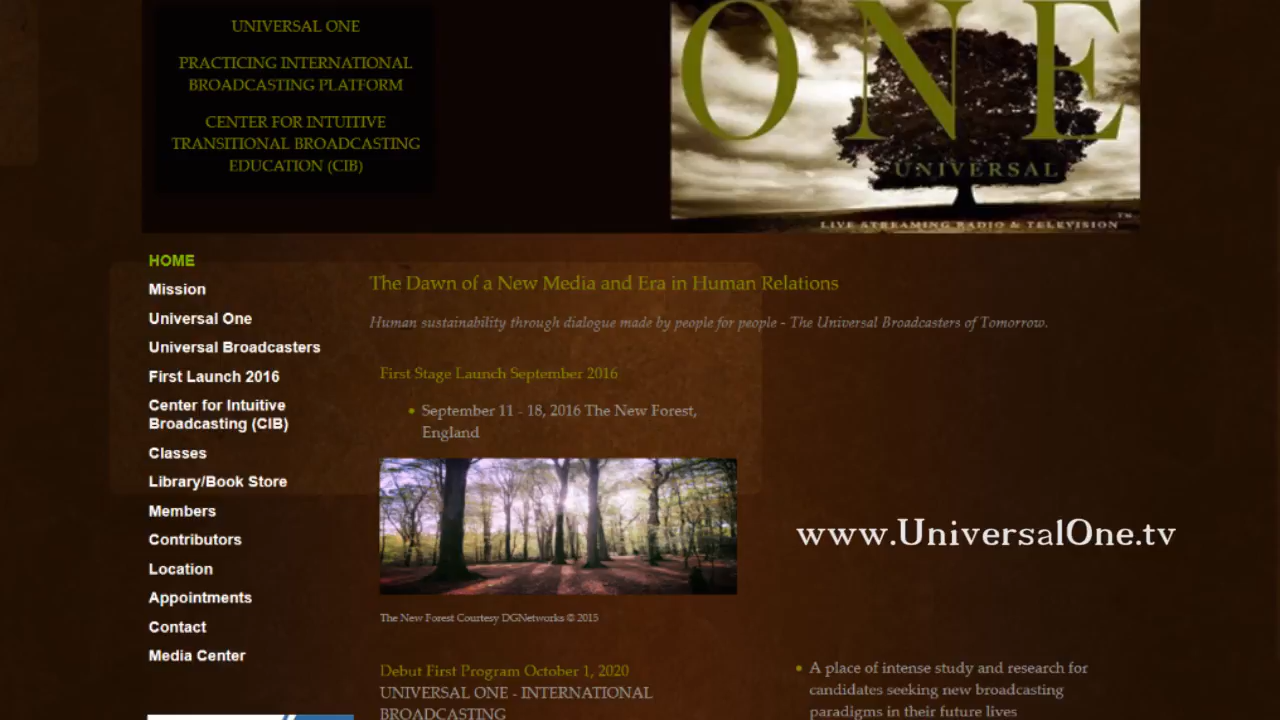 UNIVERSAL ONE
PRACTICING INTERNATIONAL
BROADCASTING PLATFORM
CENTER FOR INTUITIVE
TRANSITIONAL BROADCASTING
EDUCATION (CIB)
ONE
UNIVERSAL
LIVE STREAMING RADIO & TELEVISION™
HOME
Mission
Universal One
Universal Broadcasters
First Launch 2016
Center for Intuitive
Broadcasting (CIB)
Classes
Library/Book Store
Members
Contributors
Location
Appointments
Contact
Media Center
The Dawn of a New Media and Era in Human Relations
Human sustainability through dialogue made by people for people - The Universal Broadcasters of Tomorrow.
First Stage Launch September 2016
• September 11 - 18, 2016 The New Forest,
England
The New Forest Courtesy DGNetworks © 2015
Debut First Program October 1, 2020
UNIVERSAL ONE - INTERNATIONAL
BROADCASTING
www.UniversalOne.tv
• A place of intense study and research for
candidates seeking new broadcasting
paradigms in their future lives